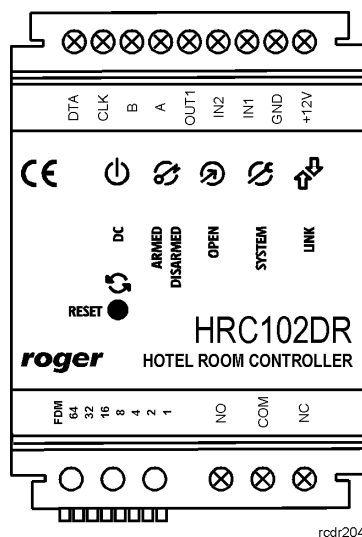 DTA CLK B A OUT1 IN2 IN1 GND +12V
CE
DC ARMED DISARMED OPEN SYSTEM LINK
RESET
HRC102DR
roger HOTEL ROOM CONTROLLER
FDM 64 32 16 8 4 2 1 NO COM NC
rcdr204